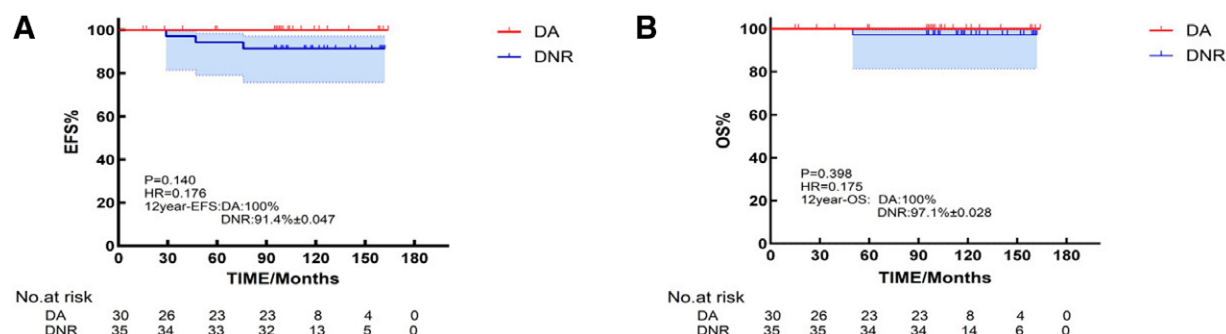 A
EFS%
100
80
60
40
20
0
DA
DNR
P=0.140
HR=0.176
12year-EFS:DA:100%
DNR:91.4%±0.047
0 30 60 90 120 150 180
TIME/Months
No.at risk
DA 30 26 23 23 8 4 0
DNR 35 34 33 32 13 5 0
B
OS%
100
80
60
40
20
0
DA
DNR
P=0.398
HR=0.175
12year-OS: DA:100%
DNR:97.1%±0.028
0 30 60 90 120 150 180
TIME/Months
No.at risk
DA 30 26 23 23 8 4 0
DNR 35 35 34 34 14 6 0